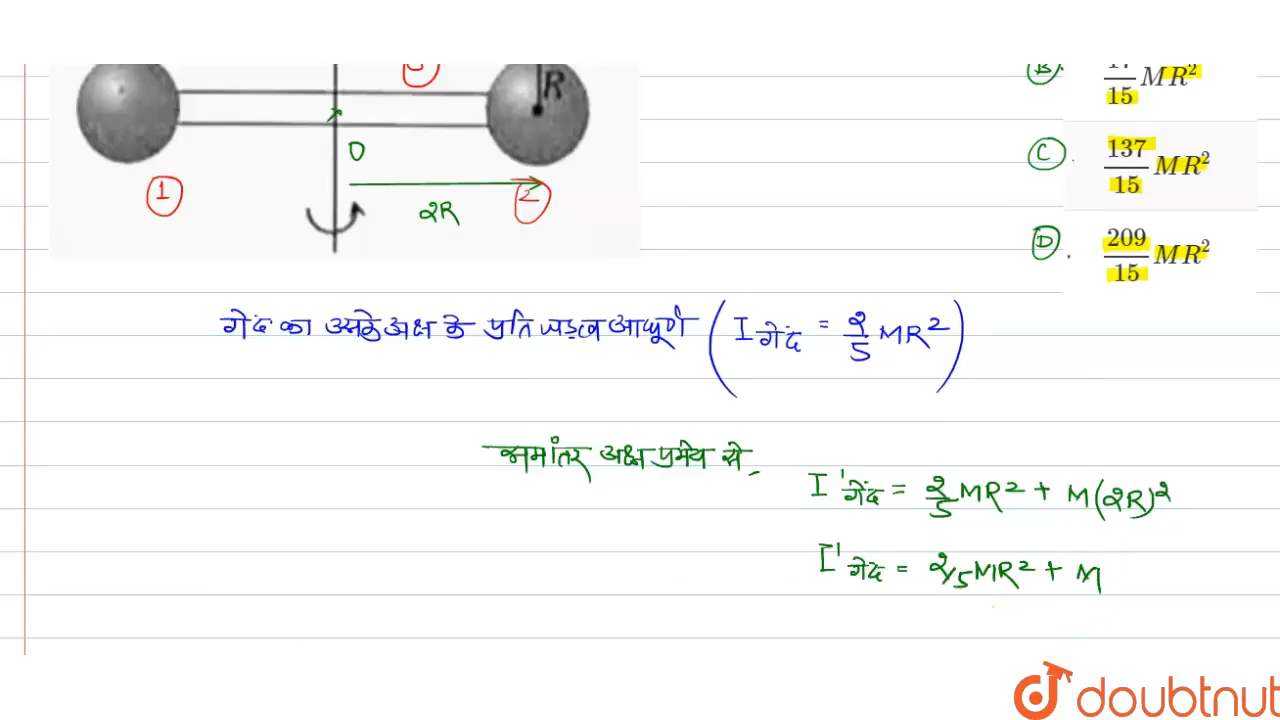 R
O
1
2
2R
B. 17/15 MR²
C. 137/15 MR²
D. 209/15 MR²
गेंद का उसके अक्ष के प्रति जड़त्व आघूर्ण ( I गेंद = 2/5 MR² )
समांतर अक्ष प्रमेय से,
I' गेंद = 2/5 MR² + M(2R)²
I' गेंद = 2/5 MR² + M
doubtnut